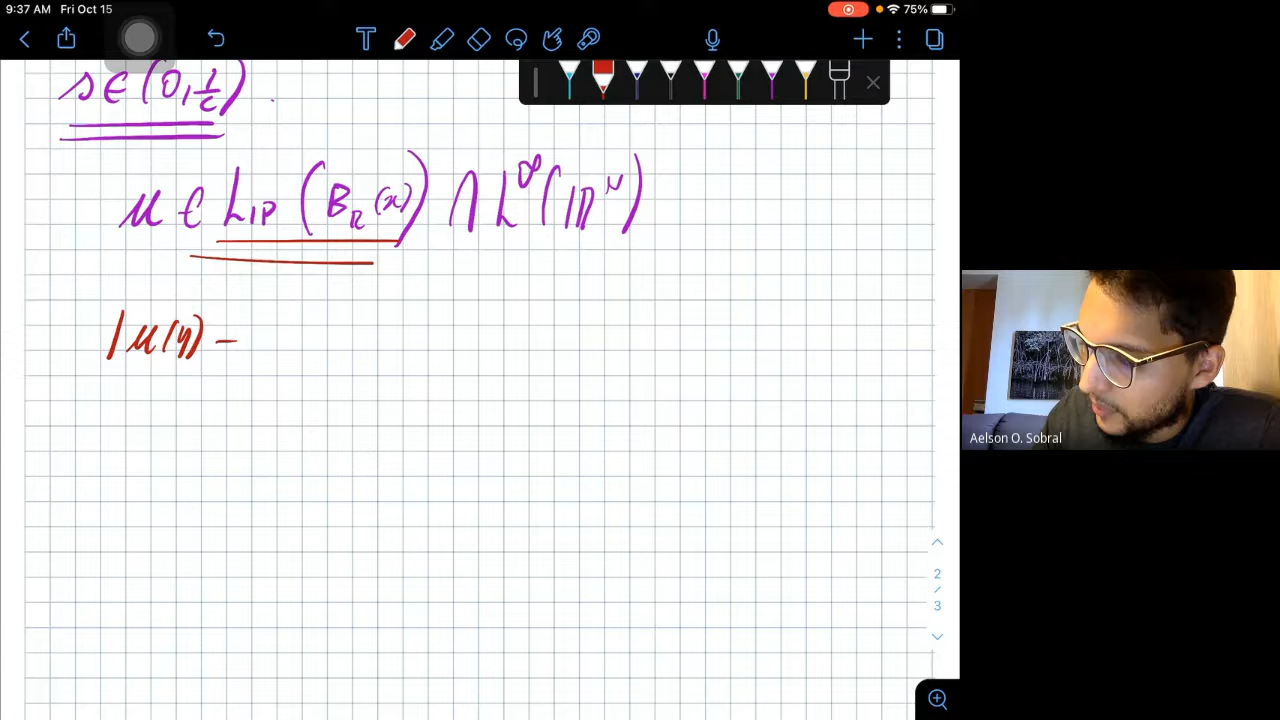 9:37 AM Fri Oct 15
75%
T
s ∈ (0, 1/2).
u ∈ Lip (B_R(x)) ∩ L^∞(ℝ^N)
|u(y) -
Aelson O. Sobral
2
/
3